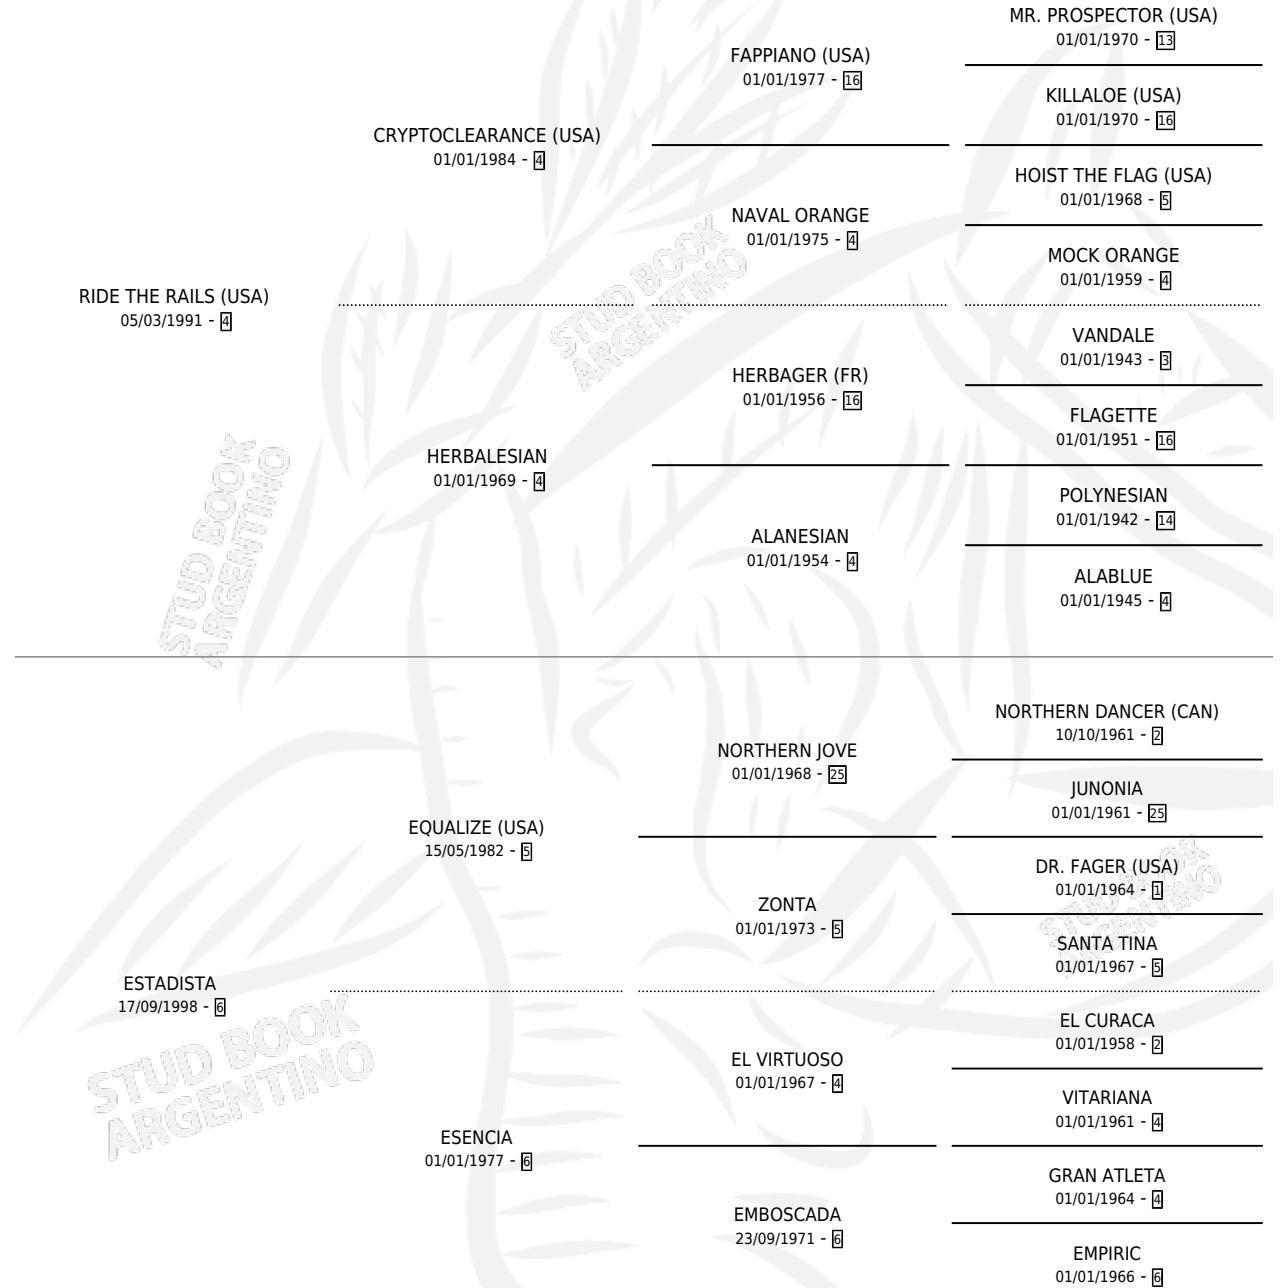 MR. PROSPECTOR (USA)
01/01/1970 - 13
FAPPIANO (USA)
01/01/1977 - 16
KILLALOE (USA)
01/01/1970 - 16
CRYPTOCLEARANCE (USA)
01/01/1984 - 4
HOIST THE FLAG (USA)
01/01/1968 - 5
NAVAL ORANGE
01/01/1975 - 4
MOCK ORANGE
01/01/1959 - 4
RIDE THE RAILS (USA)
05/03/1991 - 4
VANDALE
01/01/1943 - 3
HERBAGER (FR)
01/01/1956 - 16
FLAGETTE
01/01/1951 - 16
HERBALESIAN
01/01/1969 - 4
POLYNESIAN
01/01/1942 - 14
ALANESIAN
01/01/1954 - 4
ALABLUE
01/01/1945 - 4
NORTHERN DANCER (CAN)
10/10/1961 - 2
NORTHERN JOVE
01/01/1968 - 25
JUNONIA
01/01/1961 - 25
EQUALIZE (USA)
15/05/1982 - 5
DR. FAGER (USA)
01/01/1964 - 1
ZONTA
01/01/1973 - 5
SANTA TINA
01/01/1967 - 5
ESTADISTA
17/09/1998 - 6
EL CURACA
01/01/1958 - 2
EL VIRTUOSO
01/01/1967 - 4
VITARIANA
01/01/1961 - 4
ESENCIA
01/01/1977 - 6
GRAN ATLETA
01/01/1964 - 4
EMBOSCADA
23/09/1971 - 6
EMPIRIC
01/01/1966 - 6
STUD BOOK
ARGENTINO
STUD BOOK
ARGENTINO
STUD BOOK
ARGENTINO
STUD BOOK
ARGENTINO